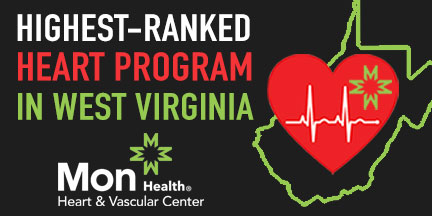 HIGHEST-RANKED
HEART PROGRAM
IN WEST VIRGINIA
Mon Health®
Heart & Vascular Center